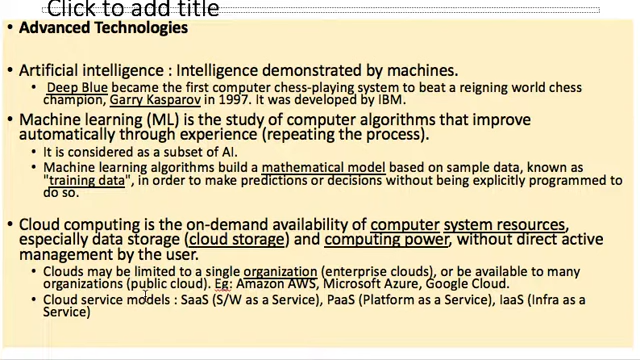 Click to add title
• Advanced Technologies
• Artificial intelligence : Intelligence demonstrated by machines.
• Deep Blue became the first computer chess-playing system to beat a reigning world chess
champion, Garry Kasparov in 1997. It was developed by IBM.
• Machine learning (ML) is the study of computer algorithms that improve
automatically through experience (repeating the process).
• It is considered as a subset of AI.
• Machine learning algorithms build a mathematical model based on sample data, known as
"training data", in order to make predictions or decisions without being explicitly programmed to
do so.
• Cloud computing is the on-demand availability of computer system resources,
especially data storage (cloud storage) and computing power, without direct active
management by the user.
• Clouds may be limited to a single organization (enterprise clouds), or be available to many
organizations (public cloud). Eg: Amazon AWS, Microsoft Azure, Google Cloud.
• Cloud service models : SaaS (S/W as a Service), PaaS (Platform as a Service), IaaS (Infra as a
Service)